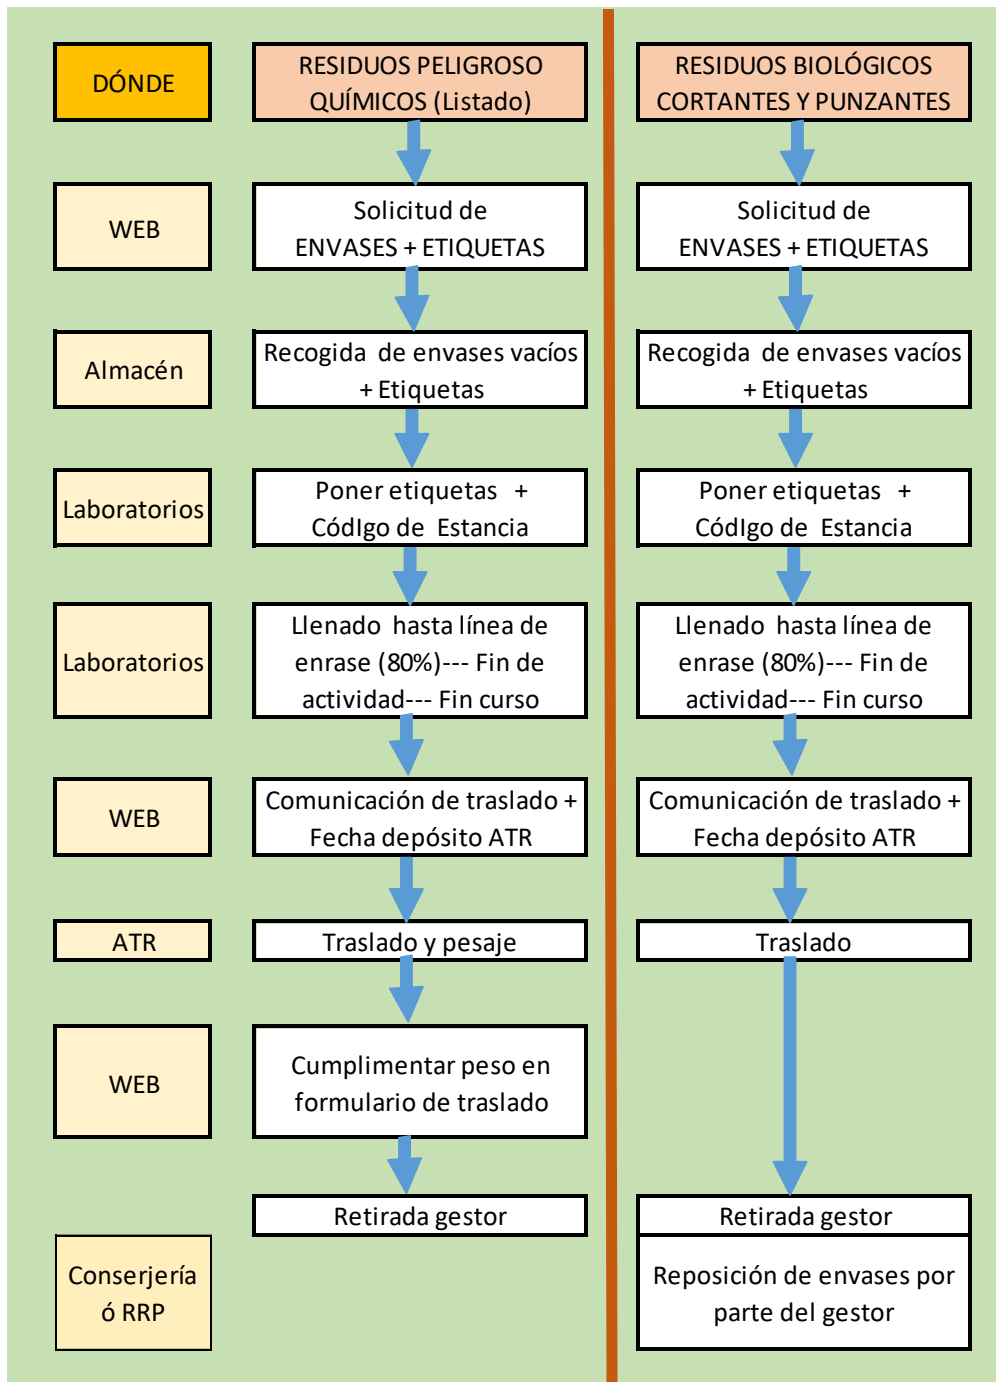 DÓNDE
RESIDUOS PELIGROSO
QUÍMICOS (Listado)
RESIDUOS BIOLÓGICOS
CORTANTES Y PUNZANTES
WEB
Solicitud de
ENVASES + ETIQUETAS
Solicitud de
ENVASES + ETIQUETAS
Almacén
Recogida de envases vacíos
+ Etiquetas
Recogida de envases vacíos
+ Etiquetas
Laboratorios
Poner etiquetas +
CódIgo de Estancia
Poner etiquetas +
CódIgo de Estancia
Laboratorios
Llenado hasta línea de
enrase (80%)--- Fin de
actividad--- Fin curso
Llenado hasta línea de
enrase (80%)--- Fin de
actividad--- Fin curso
WEB
Comunicación de traslado +
Fecha depósito ATR
Comunicación de traslado +
Fecha depósito ATR
ATR
Traslado y pesaje
Traslado
WEB
Cumplimentar peso en
formulario de traslado
Retirada gestor
Retirada gestor
Conserjería
ó RRP
Reposición de envases por
parte del gestor